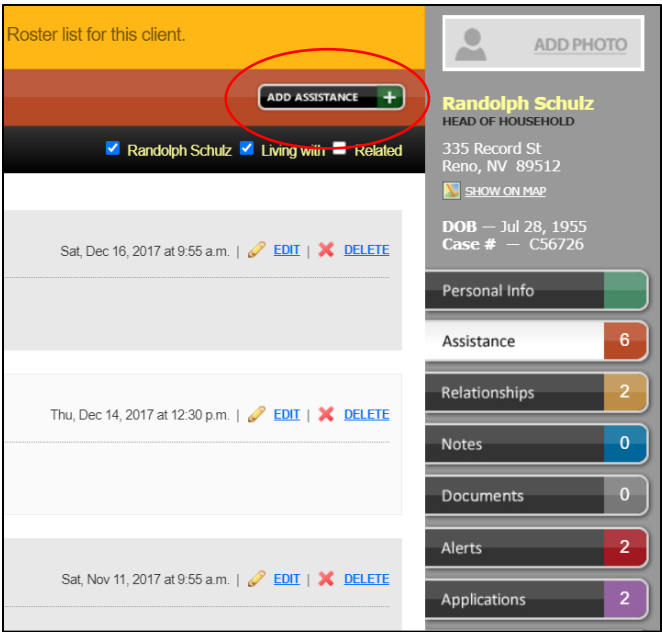 Roster list for this client.
ADD ASSISTANCE +
Randolph Schulz Living with Related
Sat, Dec 16, 2017 at 9:55 a.m. | EDIT | DELETE
Thu, Dec 14, 2017 at 12:30 p.m. | EDIT | DELETE
Sat, Nov 11, 2017 at 9:55 a.m. | EDIT | DELETE
ADD PHOTO
Randolph Schulz
HEAD OF HOUSEHOLD
335 Record St
Reno, NV 89512
SHOW ON MAP
DOB — Jul 28, 1955
Case # — C56726
Personal Info
Assistance 6
Relationships 2
Notes 0
Documents 0
Alerts 2
Applications 2